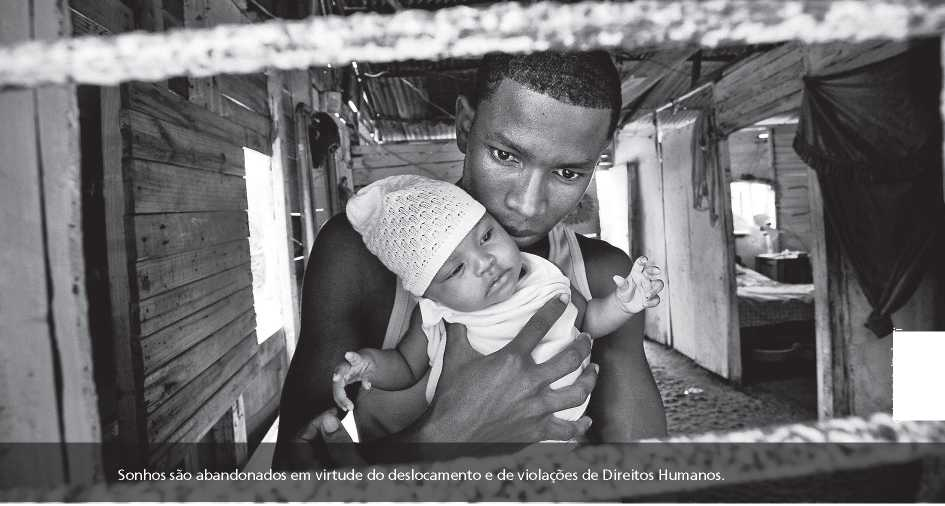 Sonhos são abandonados em virtude do deslocamento e de violações de Direitos Humanos.